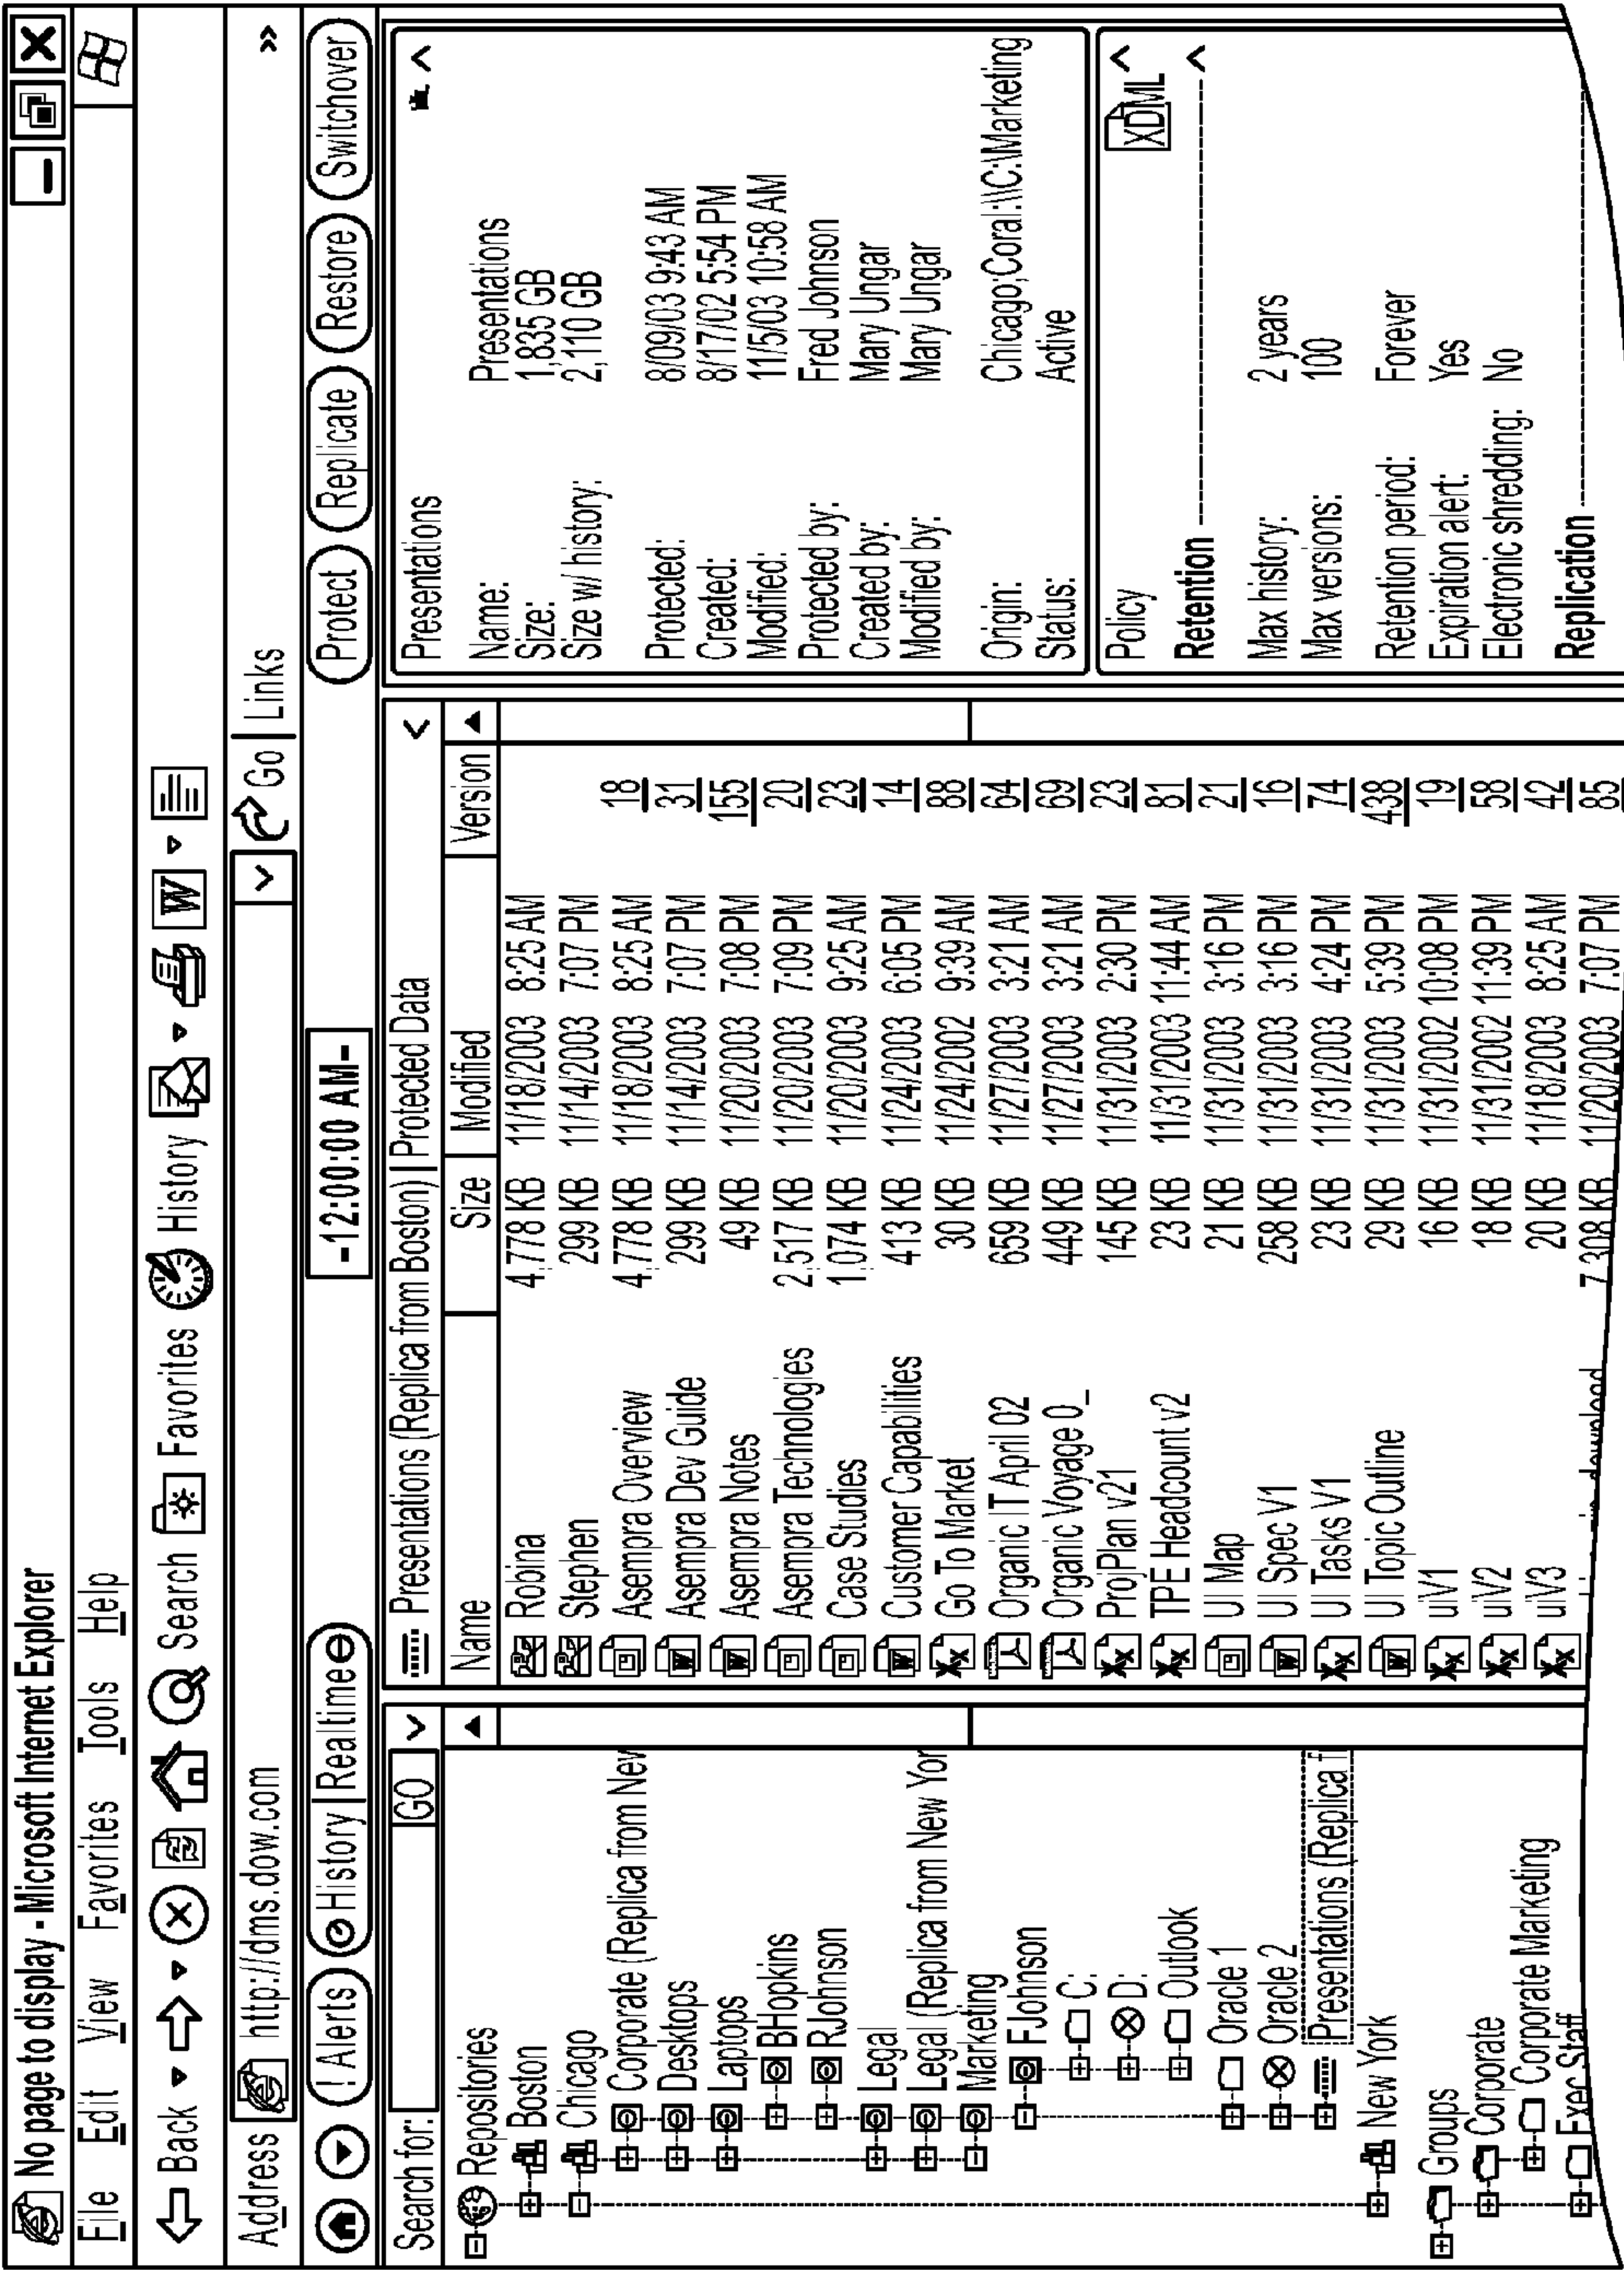 No page to display - Microsoft Internet Explorer
File Edit View Favorites Tools Help
Back Search Favorites History
Address http://dms.dow.com Go Links »
! Alerts History Realtime -12:00:00 AM- Protect Replicate Restore Switchover
Search for: GO
Repositories
Boston
Chicago
Corporate (Replica from Nev
Desktops
Laptops
BHopkins
RJohnson
Legal
Legal (Replica from New Yor
Marketing
FJohnson
C:
D:
Outlook
Oracle 1
Oracle 2
Presentations (Replica f
New York
Groups
Corporate
Corporate Marketing
Exec Staff
Presentations (Replica from Boston) | Protected Data
Name Size Modified Version
Robina 4,778 KB 11/18/2003 8:25 AM
Stephen 299 KB 11/14/2003 7:07 PM
Asempra Overview 4,778 KB 11/18/2003 8:25 AM 18
Asempra Dev Guide 299 KB 11/14/2003 7:07 PM 31
Asempra Notes 49 KB 11/20/2003 7:08 PM 155
Asempra Technologies 2,517 KB 11/20/2003 7:09 PM 20
Case Studies 1,074 KB 11/20/2003 9:25 AM 23
Customer Capabilities 413 KB 11/24/2003 6:05 PM 14
Go To Market 30 KB 11/24/2002 9:39 AM 88
Organic IT April 02 659 KB 11/27/2003 3:21 AM 64
Organic Voyage 0_ 449 KB 11/27/2003 3:21 AM 69
ProjPlan v21 145 KB 11/31/2003 2:30 PM 23
TPE Headcount v2 23 KB 11/31/2003 11:44 AM 81
UI Map 21 KB 11/31/2003 3:16 PM 21
UI Spec V1 258 KB 11/31/2003 3:16 PM 16
UI Tasks V1 23 KB 11/31/2003 4:24 PM 74
UI Topic Outline 29 KB 11/31/2003 5:39 PM 438
uiV1 16 KB 11/31/2002 10:08 PM 19
uiV2 18 KB 11/31/2002 11:39 PM 58
uiV3 20 KB 11/18/2003 8:25 AM 42
download 7,308 KB 11/20/2003 7:07 PM 85
Presentations
Name: Presentations
Size: 1,835 GB
Size w/ history: 2,110 GB
Protected: 8/09/03 9:43 AM
Created: 8/17/02 5:54 PM
Modified: 11/5/03 10:58 AM
Protected by: Fred Johnson
Created by: Mary Ungar
Modified by: Mary Ungar
Origin: Chicago;Coral:\\C:\Marketing
Status: Active
Policy XDML
Retention
Max history: 2 years
Max versions: 100
Retention period: Forever
Expiration alert: Yes
Electronic shredding: No
Replication